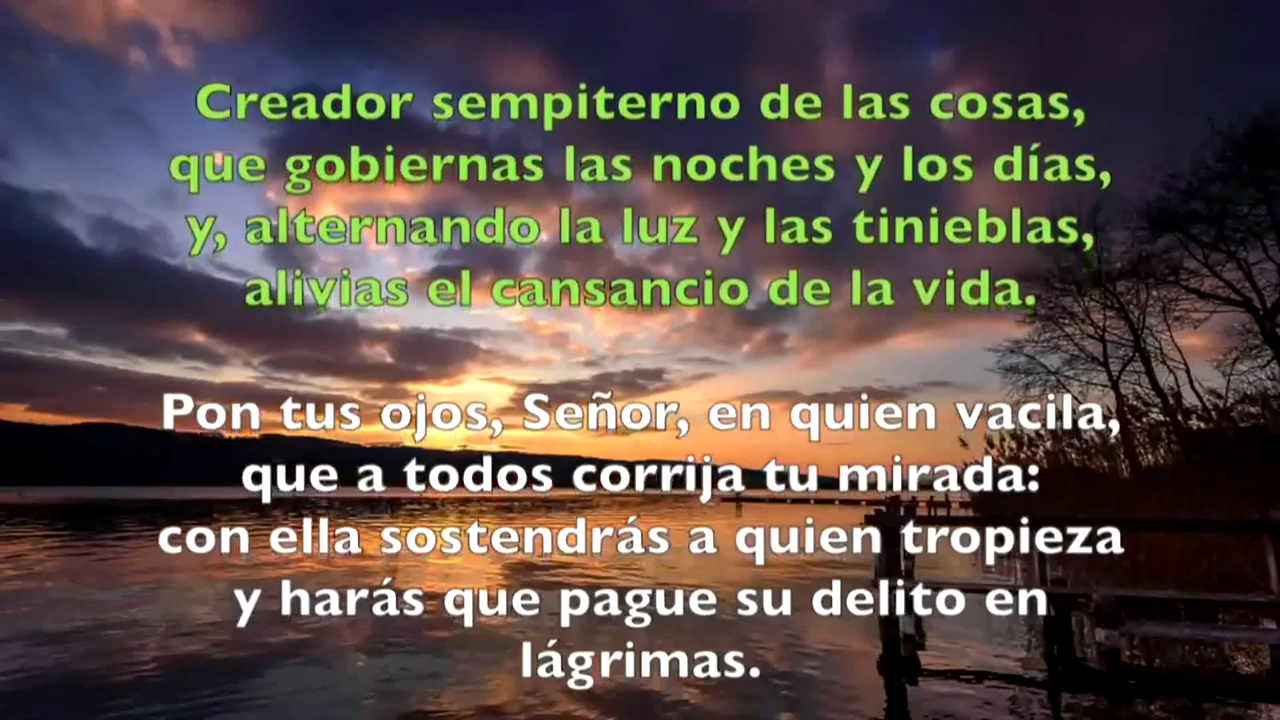 Creador sempiterno de las cosas,
que gobiernas las noches y los días,
y, alternando la luz y las tinieblas,
alivias el cansancio de la vida.
Pon tus ojos, Señor, en quien vacila,
que a todos corrija tu mirada:
con ella sostendrás a quien tropieza
y harás que pague su delito en
lágrimas.